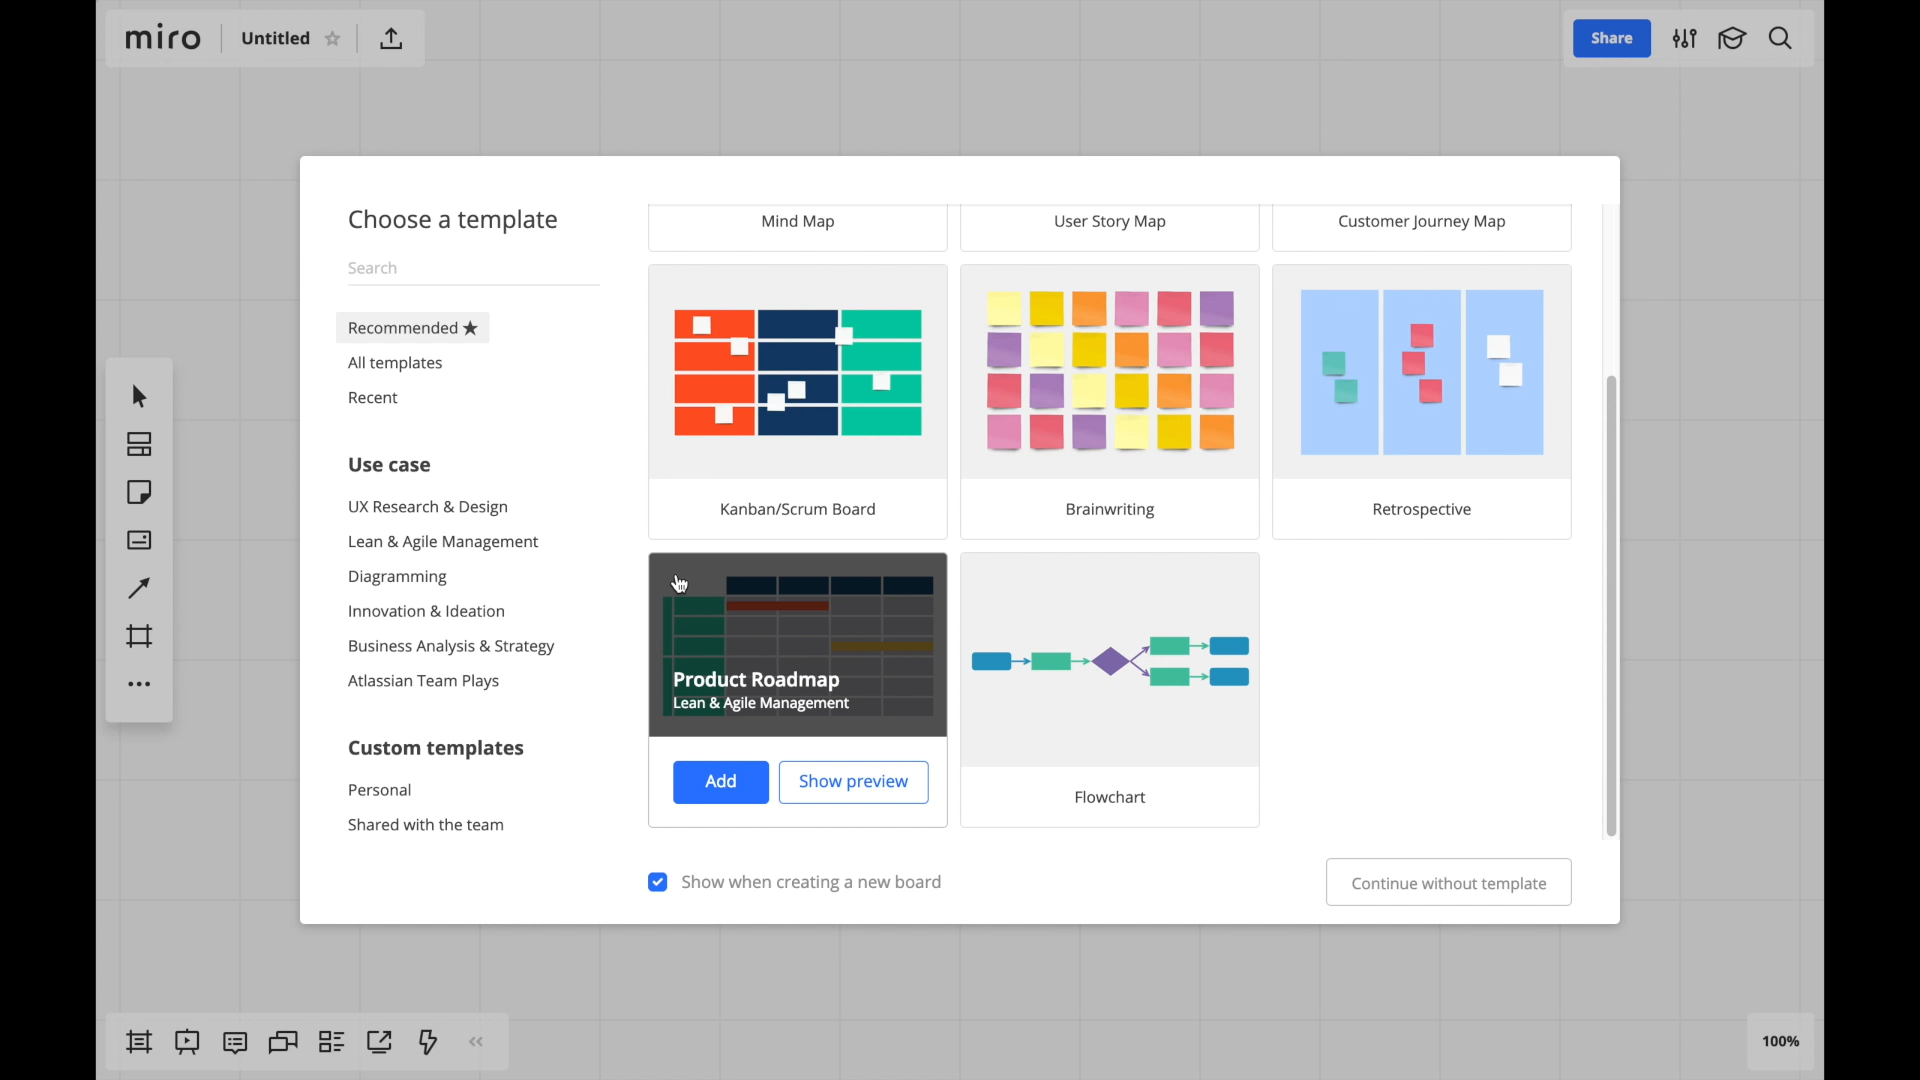 miro
Untitled
Share
Choose a template
Search
Recommended ★
All templates
Recent
Use case
UX Research & Design
Lean & Agile Management
Diagramming
Innovation & Ideation
Business Analysis & Strategy
Atlassian Team Plays
Custom templates
Personal
Shared with the team
Mind Map
User Story Map
Customer Journey Map
Kanban/Scrum Board
Brainwriting
Retrospective
Product Roadmap
Lean & Agile Management
Add
Show preview
Flowchart
Show when creating a new board
Continue without template
100%